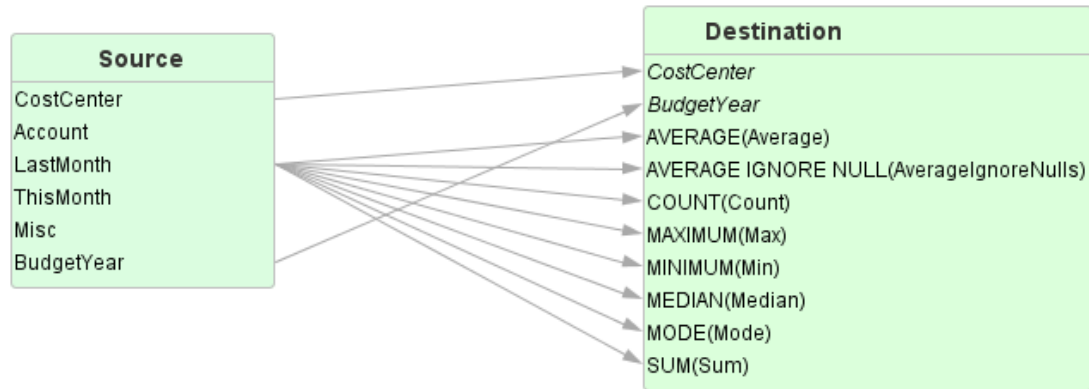 Source
CostCenter
Account
LastMonth
ThisMonth
Misc
BudgetYear
Destination
CostCenter
BudgetYear
AVERAGE(Average)
AVERAGE IGNORE NULL(AverageIgnoreNulls)
COUNT(Count)
MAXIMUM(Max)
MINIMUM(Min)
MEDIAN(Median)
MODE(Mode)
SUM(Sum)